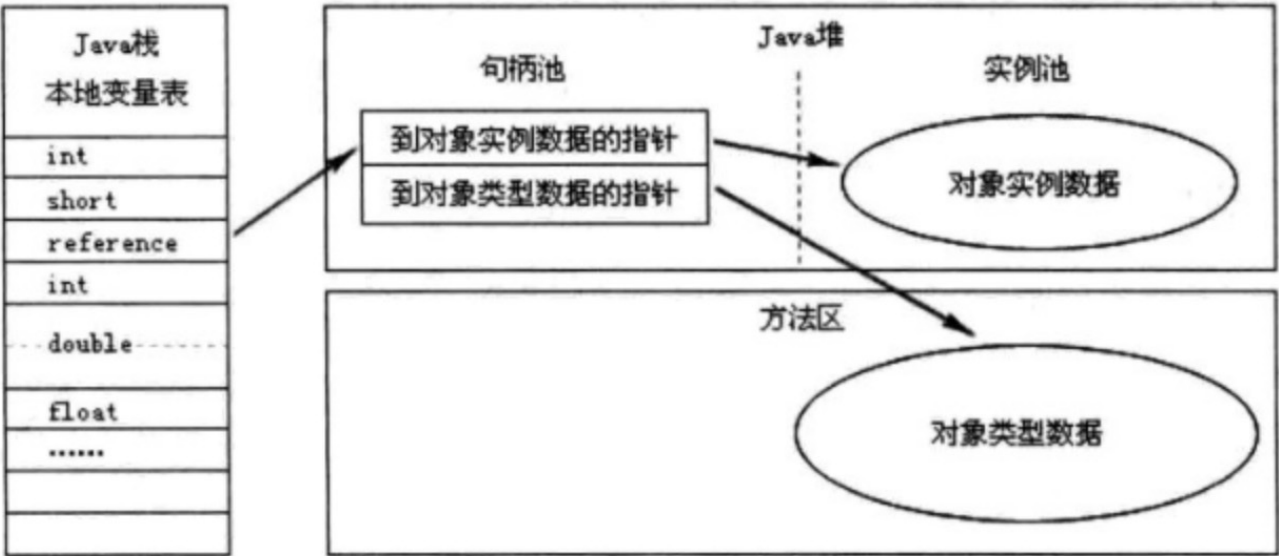 Java栈
本地变量表
int
short
reference
int
double
float
······
Java堆
句柄池
实例池
到对象实例数据的指针
到对象类型数据的指针
对象实例数据
方法区
对象类型数据